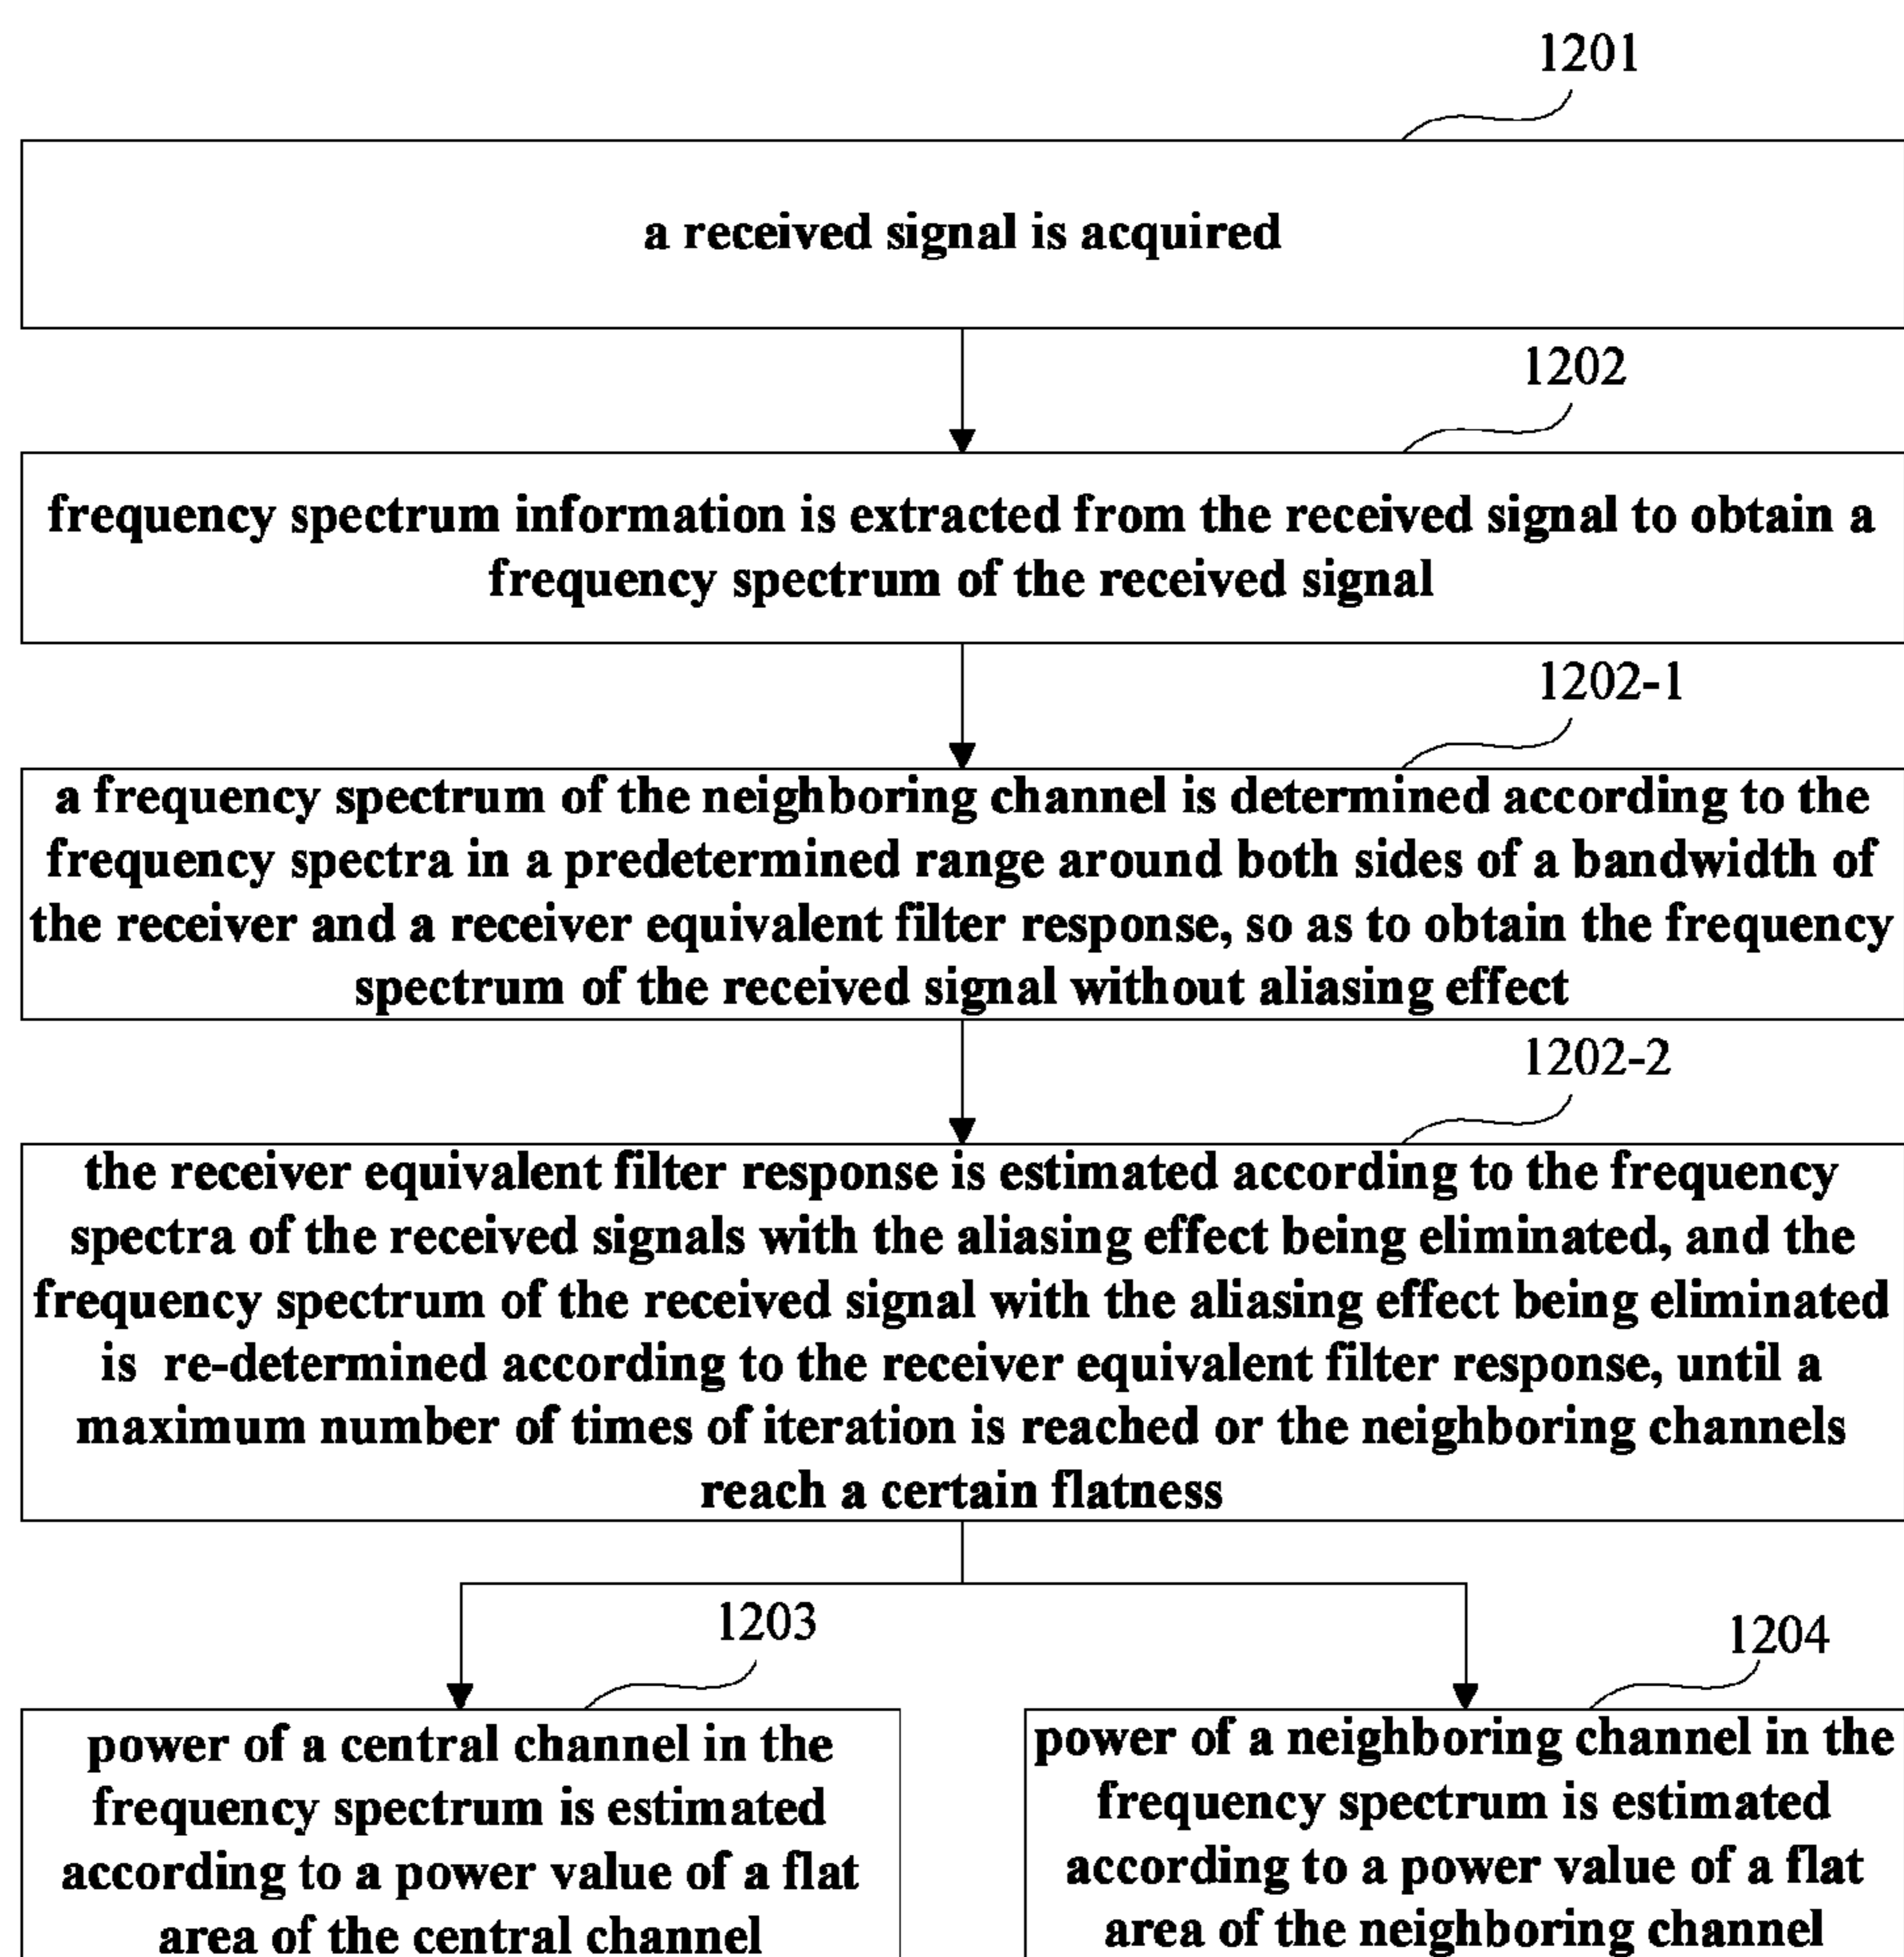 1201
a received signal is acquired
1202
frequency spectrum information is extracted from the received signal to obtain a
frequency spectrum of the received signal
1202-1
a frequency spectrum of the neighboring channel is determined according to the
frequency spectra in a predetermined range around both sides of a bandwidth of
the receiver and a receiver equivalent filter response, so as to obtain the frequency
spectrum of the received signal without aliasing effect
1202-2
the receiver equivalent filter response is estimated according to the frequency
spectra of the received signals with the aliasing effect being eliminated, and the
frequency spectrum of the received signal with the aliasing effect being eliminated
is re-determined according to the receiver equivalent filter response, until a
maximum number of times of iteration is reached or the neighboring channels
reach a certain flatness
1203
power of a central channel in the
frequency spectrum is estimated
according to a power value of a flat
area of the central channel
1204
power of a neighboring channel in the
frequency spectrum is estimated
according to a power value of a flat
area of the neighboring channel